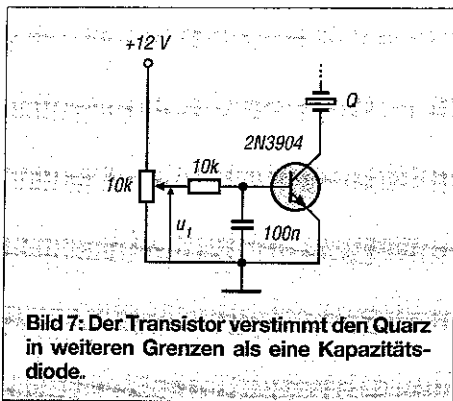 +12 V
Q
2N3904
10k
10k
u₁
100n
Bild 7: Der Transistor verstimmt den Quarz
in weiteren Grenzen als eine Kapazitäts-
diode.